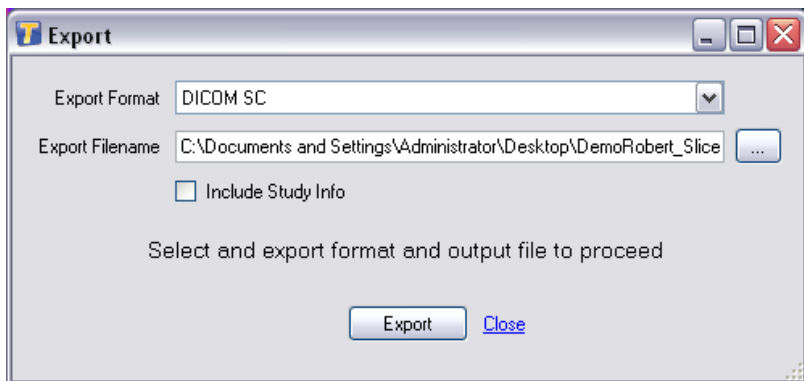 Export
Export Format DICOM SC
Export Filename C:\Documents and Settings\Administrator\Desktop\DemoRobert_Slice ...
Include Study Info
Select and export format and output file to proceed
Export Close